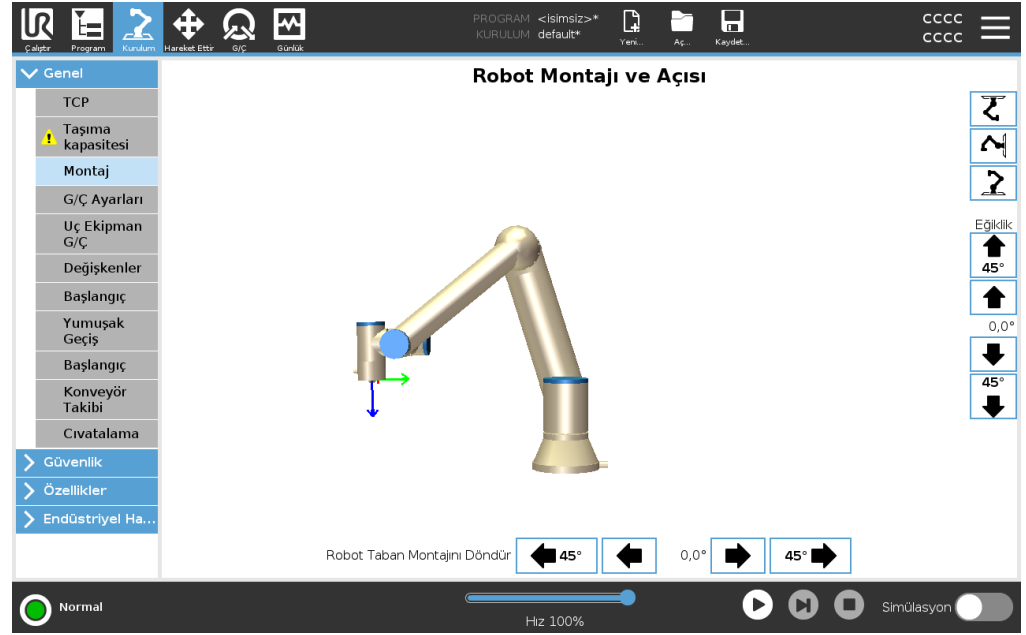 UR
Çalıştır
Program
Kurulum
Hareket Ettir
G/Ç
Günlük
PROGRAM <isimsiz>*
KURULUM default*
Yeni...
Aç...
Kaydet...
cccc
cccc
Genel
TCP
Taşıma
kapasitesi
Montaj
G/Ç Ayarları
Uç Ekipman
G/Ç
Değişkenler
Başlangıç
Yumuşak
Geçiş
Başlangıç
Konveyör
Takibi
Cıvatalama
Güvenlik
Özellikler
Endüstriyel Ha...
Robot Montajı ve Açısı
Eğiklik
45°
0,0°
45°
Robot Taban Montajını Döndür 45° 0,0° 45°
Normal
Hız 100%
Simülasyon